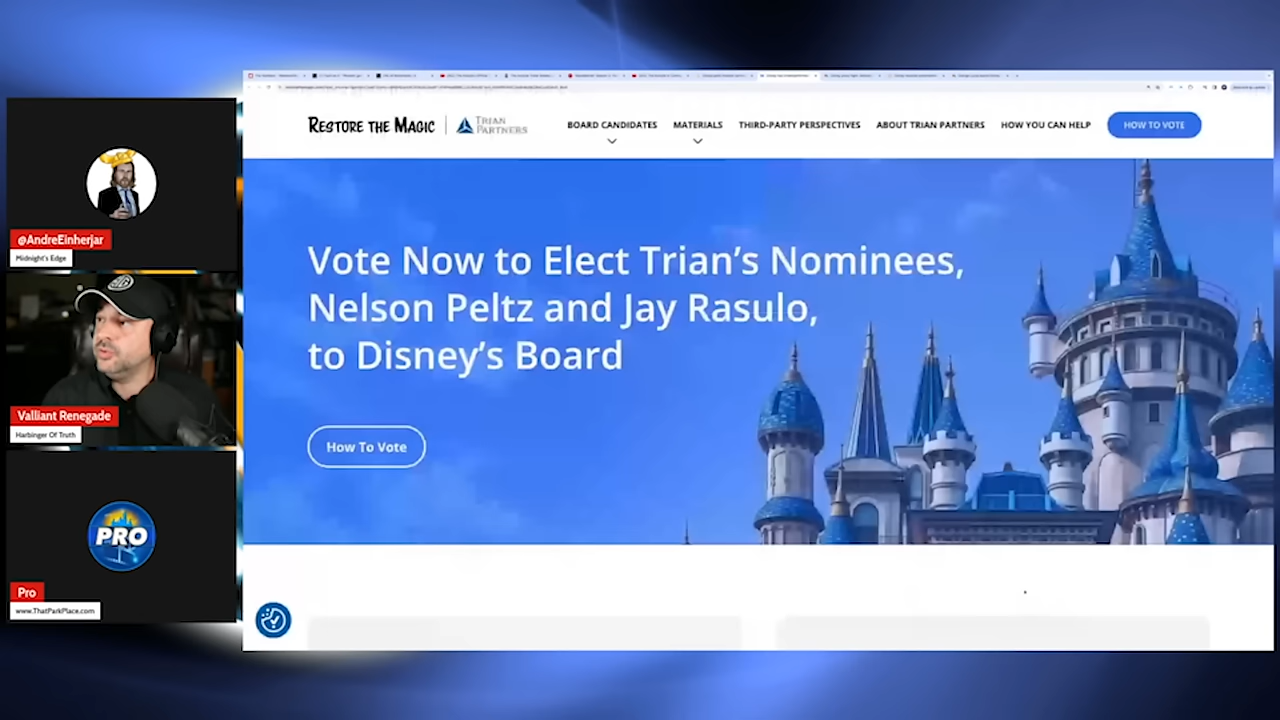 @AndreEinherjar
Midnight's Edge
Valliant Renegade
Harbinger Of Truth
PRO
Pro
www.ThatParkPlace.com
RESTORE THE MAGIC
TRIAN
PARTNERS
BOARD CANDIDATES
MATERIALS
THIRD-PARTY PERSPECTIVES
ABOUT TRIAN PARTNERS
HOW YOU CAN HELP
HOW TO VOTE
Vote Now to Elect Trian's Nominees,
Nelson Peltz and Jay Rasulo,
to Disney's Board
How To Vote